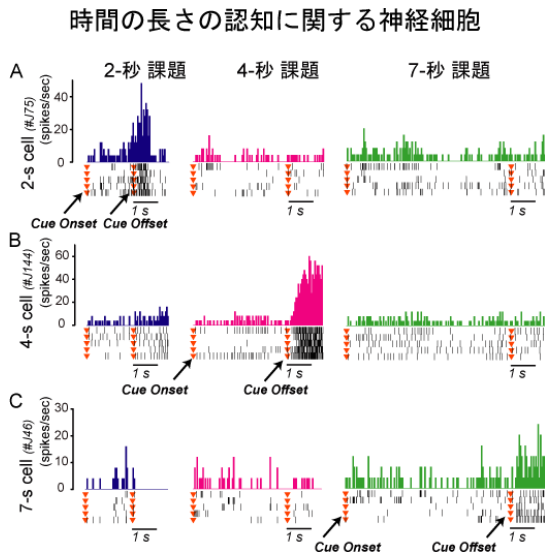 時間の長さの認知に関する神経細胞
2-秒 課題
4-秒 課題
7-秒 課題
A
2-s cell (#J75)
(spikes/sec)
40
20
0
Cue Onset
Cue Offset
1 s
1 s
1 s
B
4-s cell (#J144)
(spikes/sec)
60
40
20
0
1 s
1 s
1 s
Cue Onset
Cue Offset
C
7-s cell (#J46)
(spikes/sec)
30
20
10
0
1 s
1 s
1 s
Cue Onset
Cue Offset